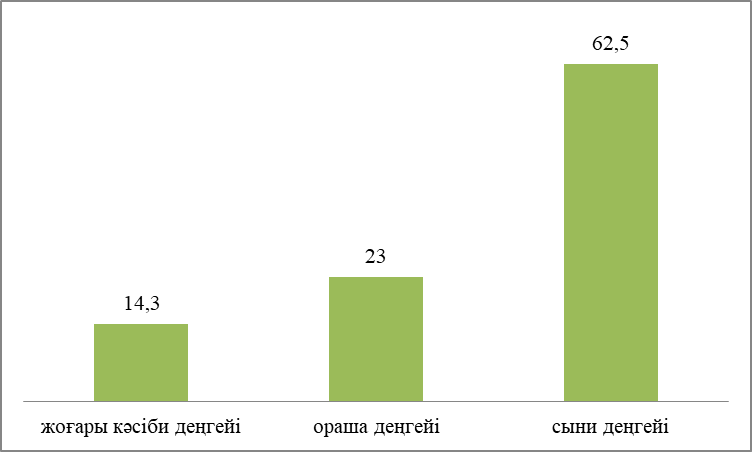 62,5
23
14,3
жоғары кәсіби деңгейі
ораша деңгейі
сыни деңгейі